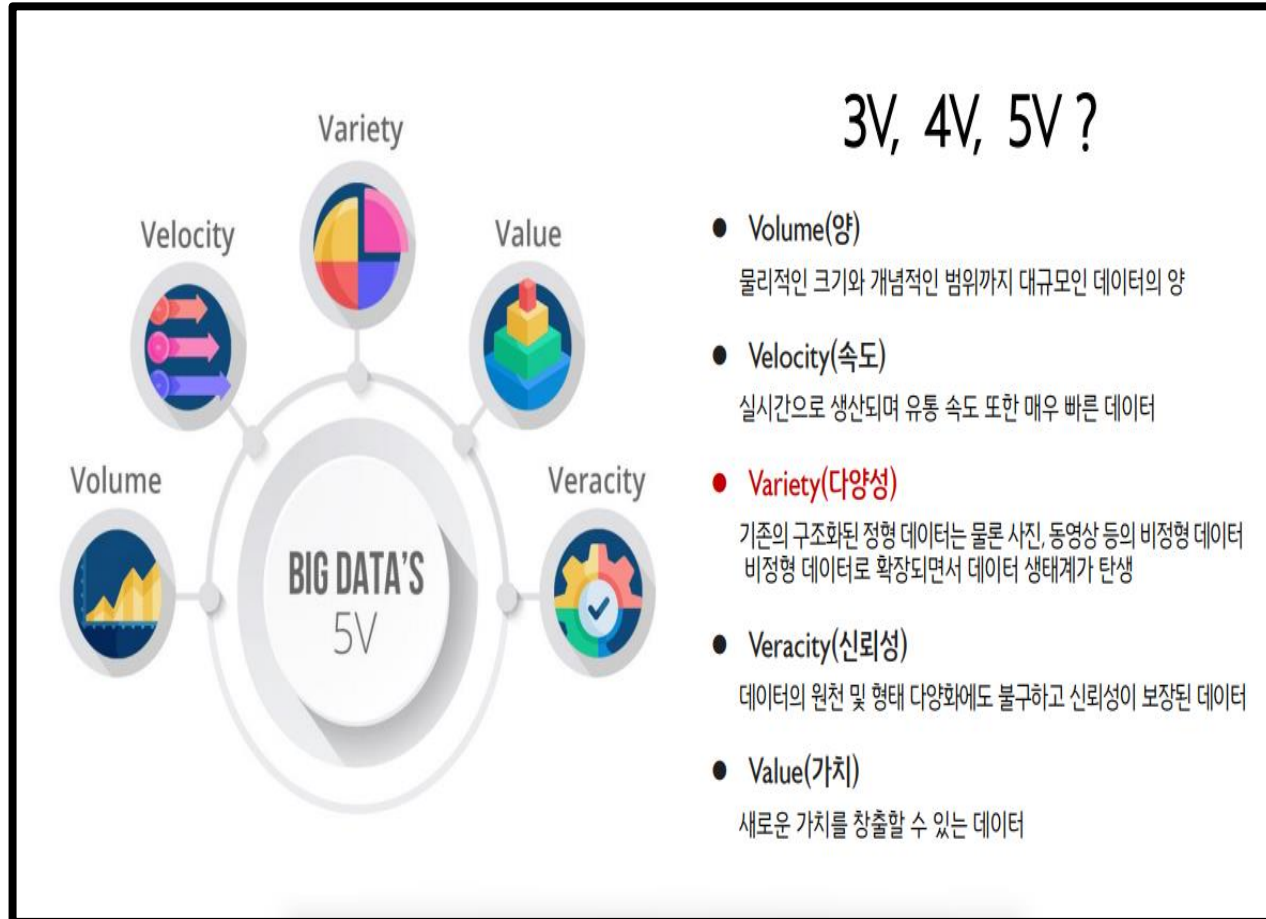 3V, 4V, 5V ?
Variety
Velocity
Value
Volume
Veracity
BIG DATA'S
5V
● Volume(양)
물리적인 크기와 개념적인 범위까지 대규모인 데이터의 양
● Velocity(속도)
실시간으로 생산되며 유통 속도 또한 매우 빠른 데이터
● Variety(다양성)
기존의 구조화된 정형 데이터는 물론 사진, 동영상 등의 비정형 데이터
비정형 데이터로 확장되면서 데이터 생태계가 탄생
● Veracity(신뢰성)
데이터의 원천 및 형태 다양화에도 불구하고 신뢰성이 보장된 데이터
● Value(가치)
새로운 가치를 창출할 수 있는 데이터